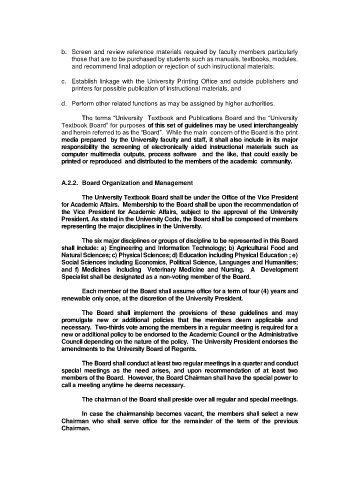 b. Screen and review reference materials required by faculty members particularly
those that are to be purchased by students such as manuals, textbooks, modules,
and recommend final adoption or rejection of such instructional materials;
c. Establish linkage with the University Printing Office and outside publishers and
printers for possible publication of instructional materials, and
d. Perform other related functions as may be assigned by higher authorities.
The terms “University Textbook and Publications Board and the “University
Textbook Board” for purposes of this set of guidelines may be used interchangeably
and herein referred to as the “Board”. While the main concern of the Board is the print
media prepared by the University faculty and staff, it shall also include in its major
responsibility the screening of electronically aided instructional materials such as
computer multimedia outputs, process software and the like, that could easily be
printed or reproduced and distributed to the members of the academic community.
A.2.2. Board Organization and Management
The University Textbook Board shall be under the Office of the Vice President
for Academic Affairs. Membership to the Board shall be upon the recommendation of
the Vice President for Academic Affairs, subject to the approval of the University
President. As stated in the University Code, the Board shall be composed of members
representing the major disciplines in the University.
The six major disciplines or groups of discipline to be represented in this Board
shall include: a) Engineering and Information Technology; b) Agricultural Food and
Natural Sciences; c) Physical Sciences; d) Education including Physical Education ; e)
Social Sciences including Economics, Political Science, Languages and Humanities;
and f) Medicines including Veterinary Medicine and Nursing. A Development
Specialist shall be designated as a non-voting member of the Board.
Each member of the Board shall assume office for a term of four (4) years and
renewable only once, at the discretion of the University President.
The Board shall implement the provisions of these guidelines and may
promulgate new or additional policies that the members deem applicable and
necessary. Two-thirds vote among the members in a regular meeting is required for a
new or additional policy to be endorsed to the Academic Council or the Administrative
Council depending on the nature of the policy. The University President endorses the
amendments to the University Board of Regents.
The Board shall conduct at least two regular meetings in a quarter and conduct
special meetings as the need arises, and upon recommendation of at least two
members of the Board. However, the Board Chairman shall have the special power to
call a meeting anytime he deems necessary.
The chairman of the Board shall preside over all regular and special meetings.
In case the chairmanship becomes vacant, the members shall select a new
Chairman who shall serve office for the remainder of the term of the previous
Chairman.